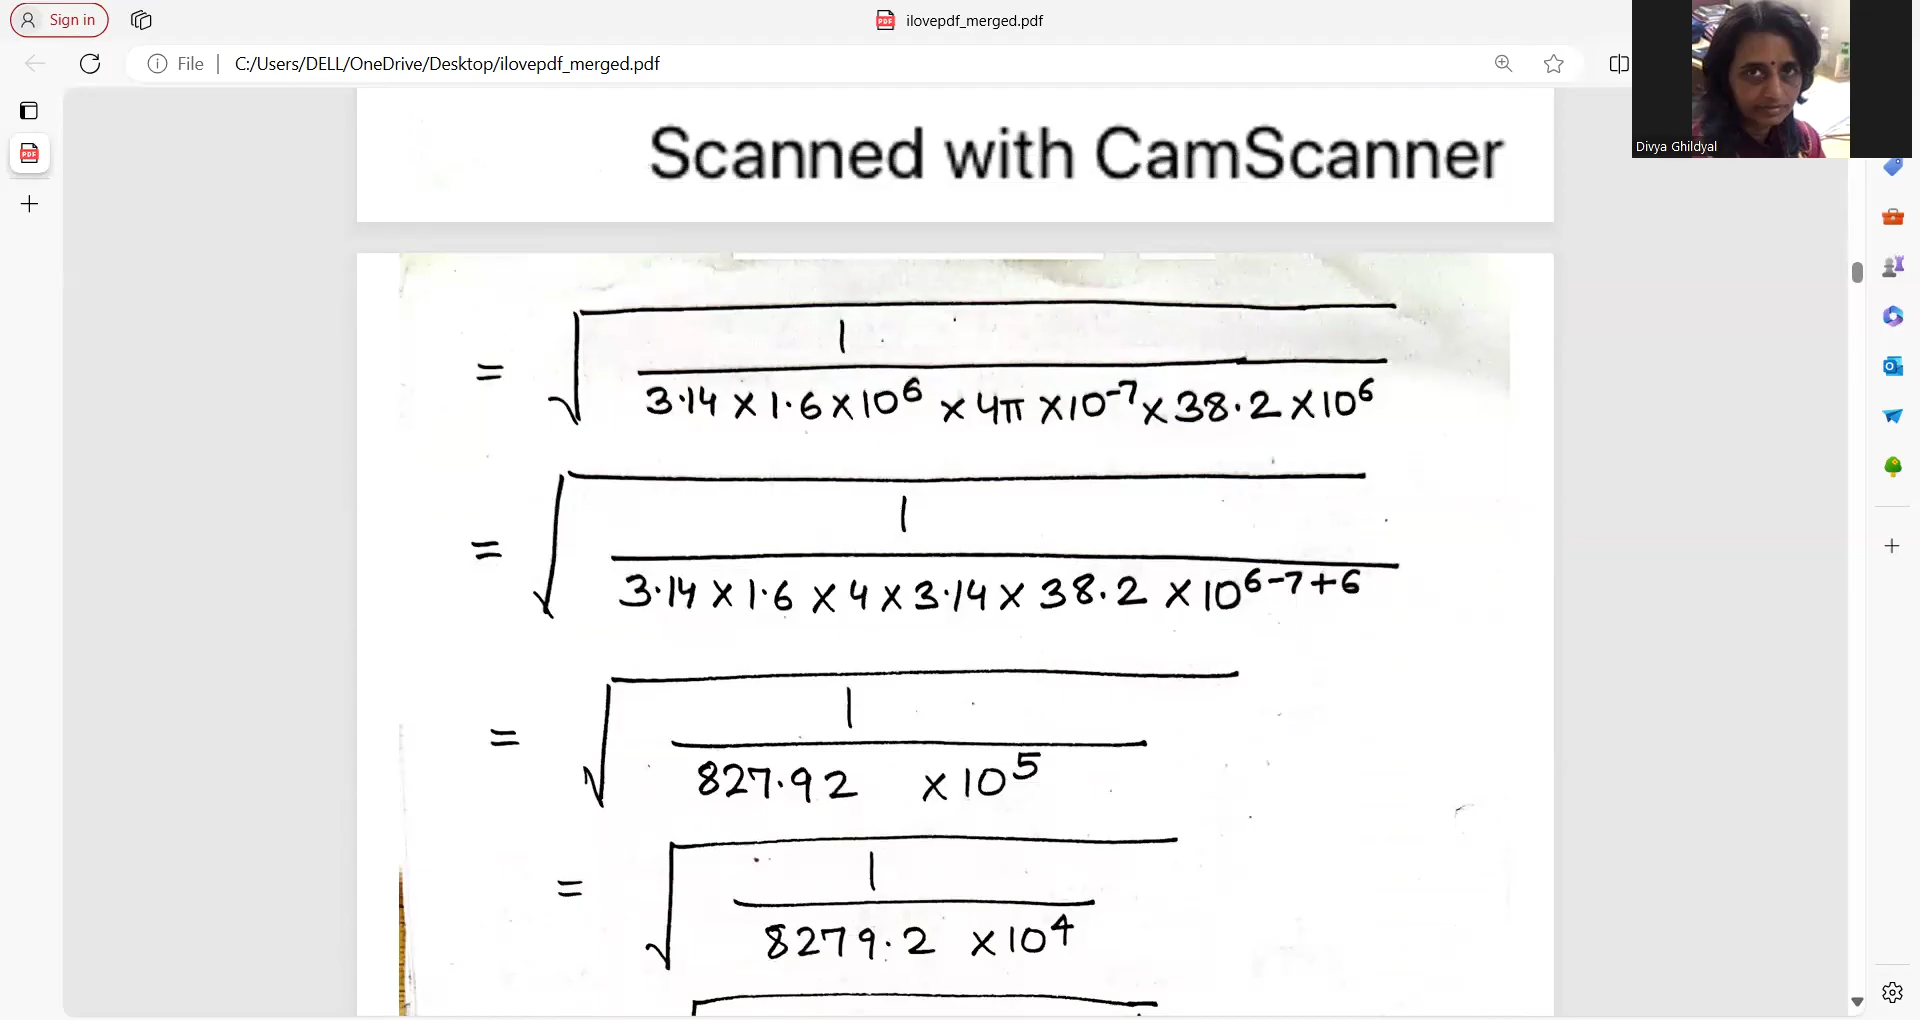 Sign in
ilovepdf_merged.pdf
File | C:/Users/DELL/OneDrive/Desktop/ilovepdf_merged.pdf
Divya Ghildyal
Scanned with CamScanner
= √ 1
3.14 × 1.6 × 10⁶ × 4π × 10⁻⁷ × 38.2 × 10⁶
= √ 1
3.14 × 1.6 × 4 × 3.14 × 38.2 × 10⁶⁻⁷⁺⁶
= √ 1
827.92 × 10⁵
= √ 1
8279.2 × 10⁴